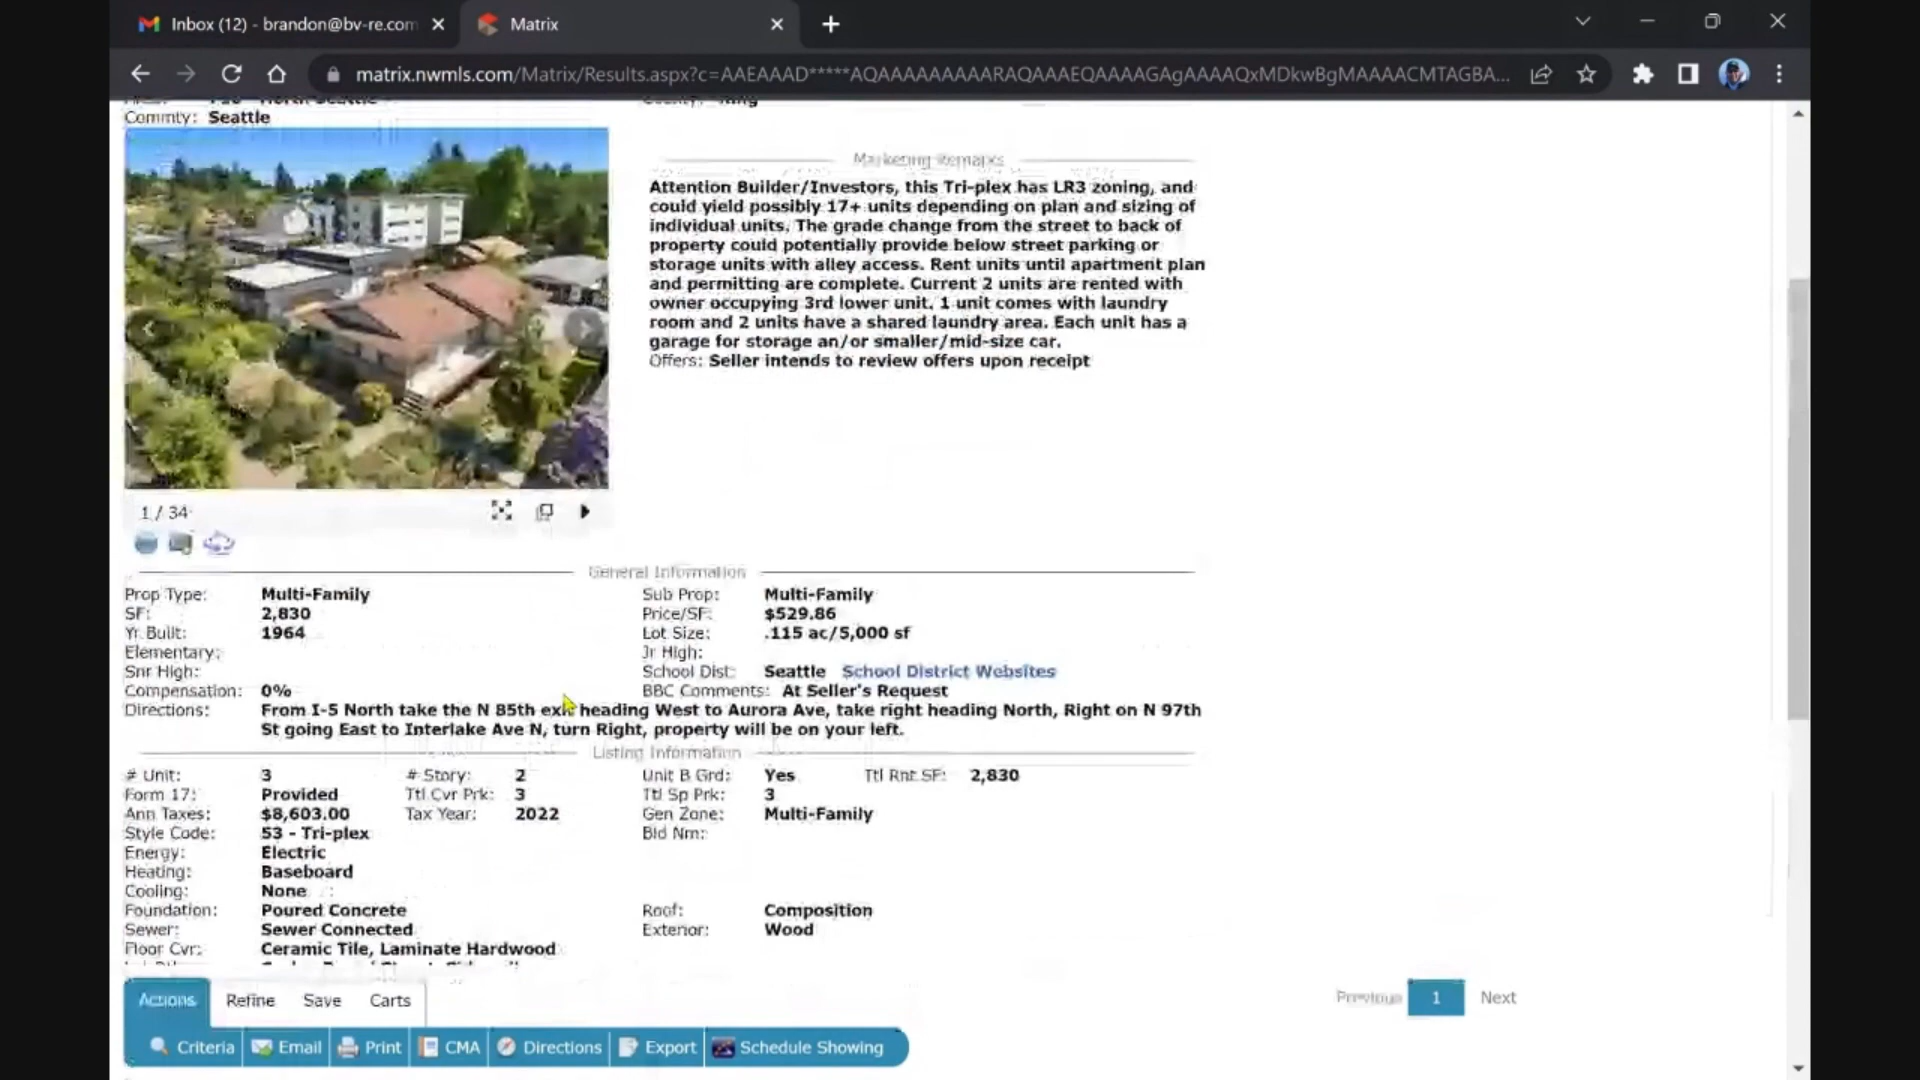 Inbox (12) - brandon@bv-re.com
Matrix
matrix.nwmls.com/Matrix/Results.aspx?c=AAEAAAD*****AQAAAAAAAAARAQAAAEQAAAAGAgAAAAQxMDkwBgMAAAACMTAGBA...
Commty: Seattle
Marketing Remarks
Attention Builder/Investors, this Tri-plex has LR3 zoning, and
could yield possibly 17+ units depending on plan and sizing of
individual units. The grade change from the street to back of
property could potentially provide below street parking or
storage units with alley access. Rent units until apartment plan
and permitting are complete. Current 2 units are rented with
owner occupying 3rd lower unit. 1 unit comes with laundry
room and 2 units have a shared laundry area. Each unit has a
garage for storage an/or smaller/mid-size car.
Offers: Seller intends to review offers upon receipt
1 / 34
General Information
Prop Type: Multi-Family Sub Prop: Multi-Family
SF: 2,830 Price/SF: $529.86
Yr Built: 1964 Lot Size: .115 ac/5,000 sf
Elementary: Jr High:
Snr High: School Dist: Seattle School District Websites
Compensation: 0% BBC Comments: At Seller's Request
Directions: From I-5 North take the N 85th exit heading West to Aurora Ave, take right heading North, Right on N 97th
St going East to Interlake Ave N, turn Right, property will be on your left.
Listing Information
# Unit: 3 # Story: 2 Unit B Grd: Yes Ttl Rnt SF: 2,830
Form 17: Provided Ttl Cvr Prk: 3 Ttl Sp Prk: 3
Ann Taxes: $8,603.00 Tax Year: 2022 Gen Zone: Multi-Family
Style Code: 53 - Tri-plex Bld Nm:
Energy: Electric
Heating: Baseboard
Cooling: None
Foundation: Poured Concrete Roof: Composition
Sewer: Sewer Connected Exterior: Wood
Floor Cvr: Ceramic Tile, Laminate Hardwood
Actions Refine Save Carts
Previous 1 Next
Criteria Email Print CMA Directions Export Schedule Showing